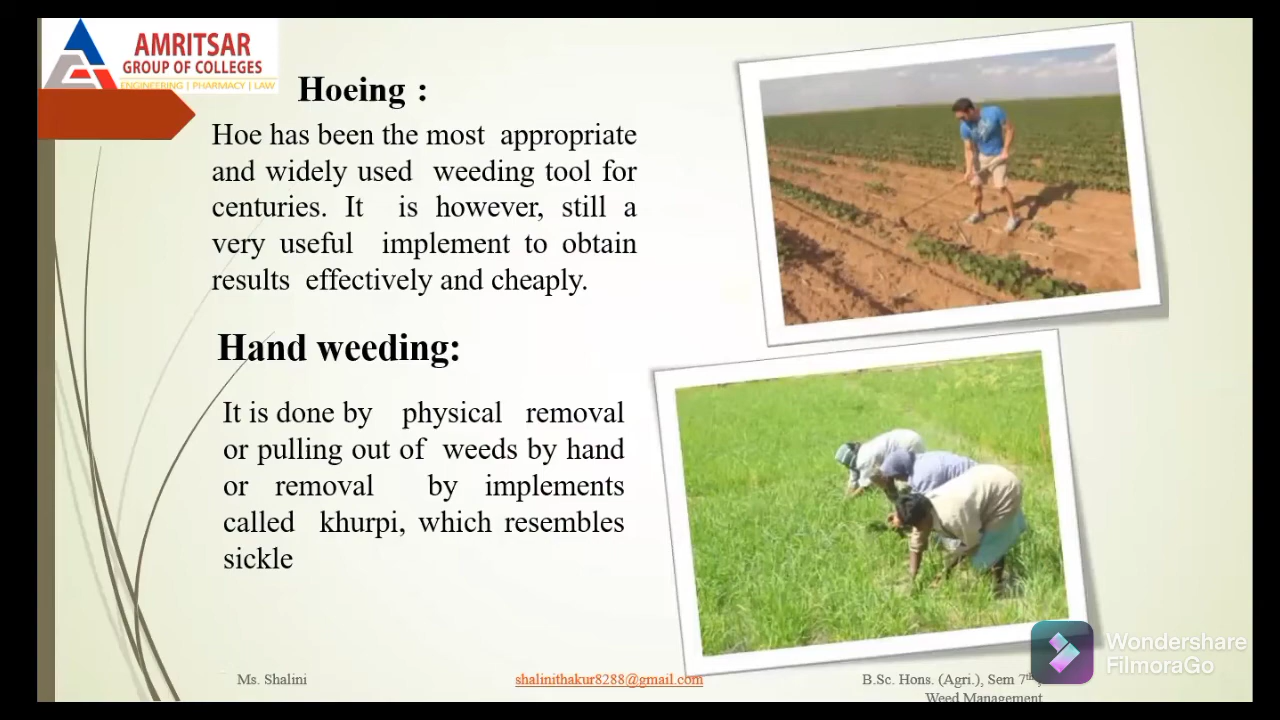 AMRITSAR
GROUP OF COLLEGES
ENGINEERING | PHARMACY | LAW
Hoeing :
Hoe has been the most appropriate
and widely used weeding tool for
centuries. It is however, still a
very useful implement to obtain
results effectively and cheaply.
Hand weeding:
It is done by physical removal
or pulling out of weeds by hand
or removal by implements
called khurpi, which resembles
sickle
Wondershare
FilmoraGo
Ms. Shalini
shalinithakur8288@gmail.com
B.Sc. Hons. (Agri.), Sem 7th,
Weed Management